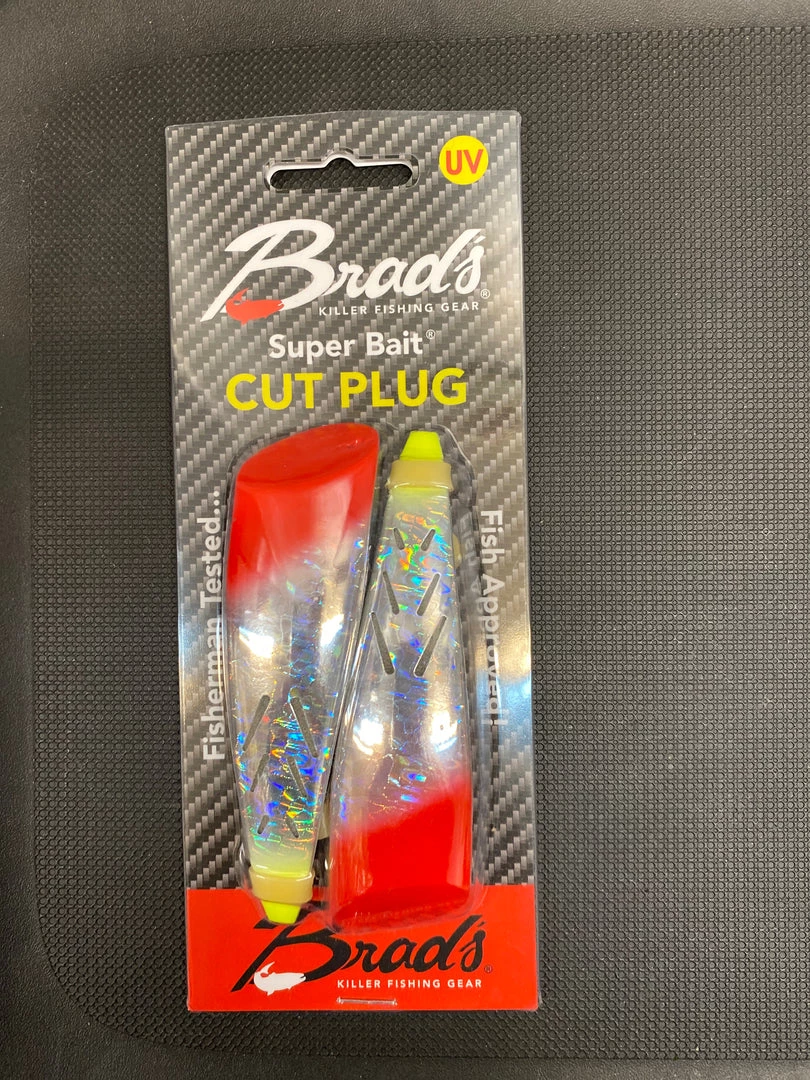 UV
Brad's®
KILLER FISHING GEAR
Super Bait®
CUT PLUG
Fisherman Tested...
Fish Approved!
Brad's®
KILLER FISHING GEAR